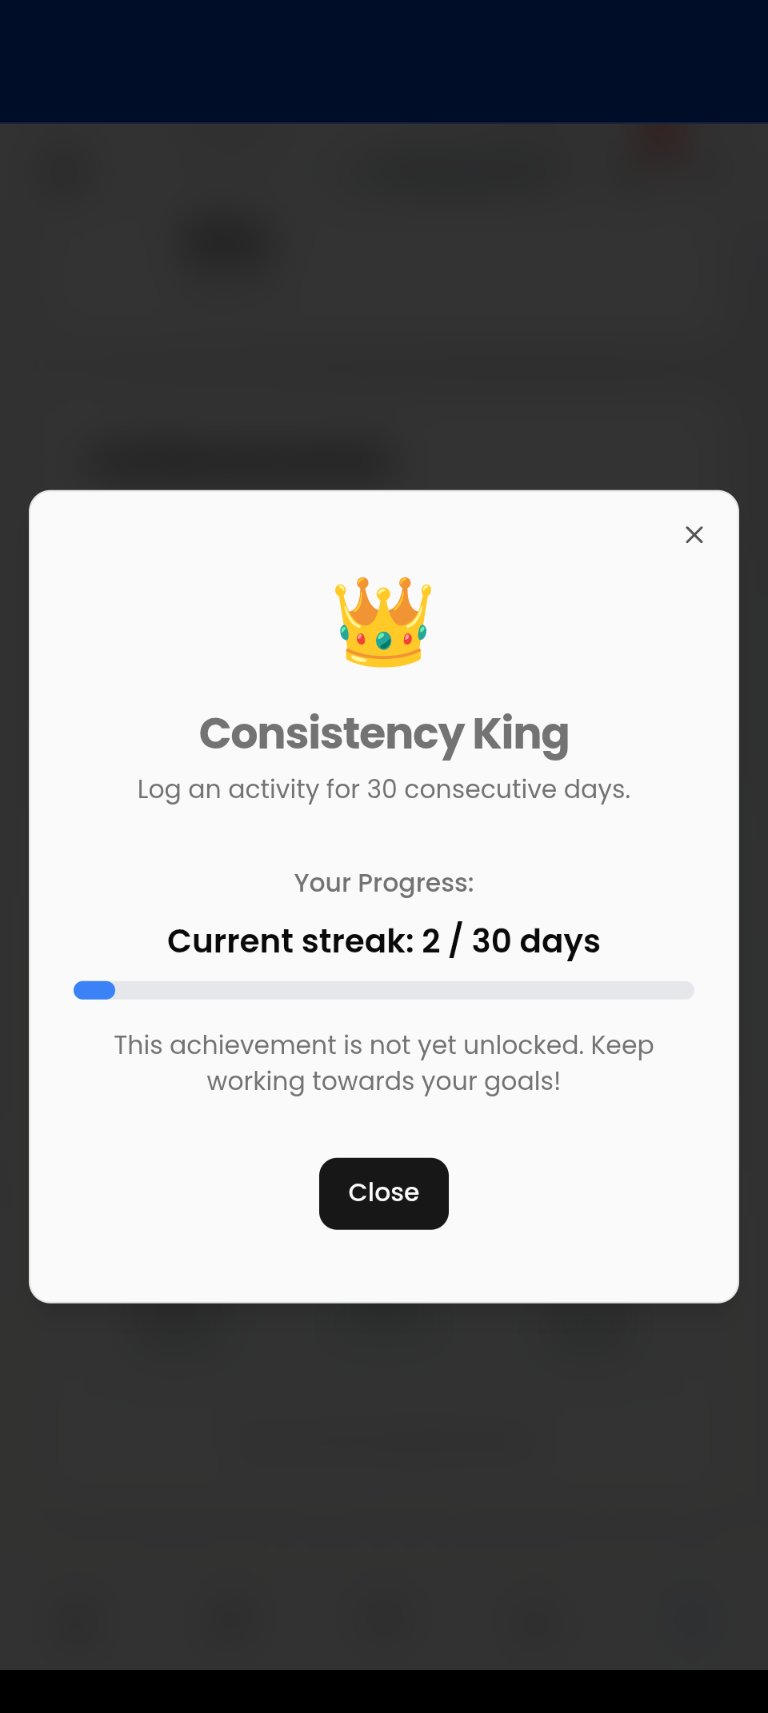 Consistency King
Log an activity for 30 consecutive days.
Your Progress:
Current streak: 2 / 30 days
This achievement is not yet unlocked. Keep
working towards your goals!
Close